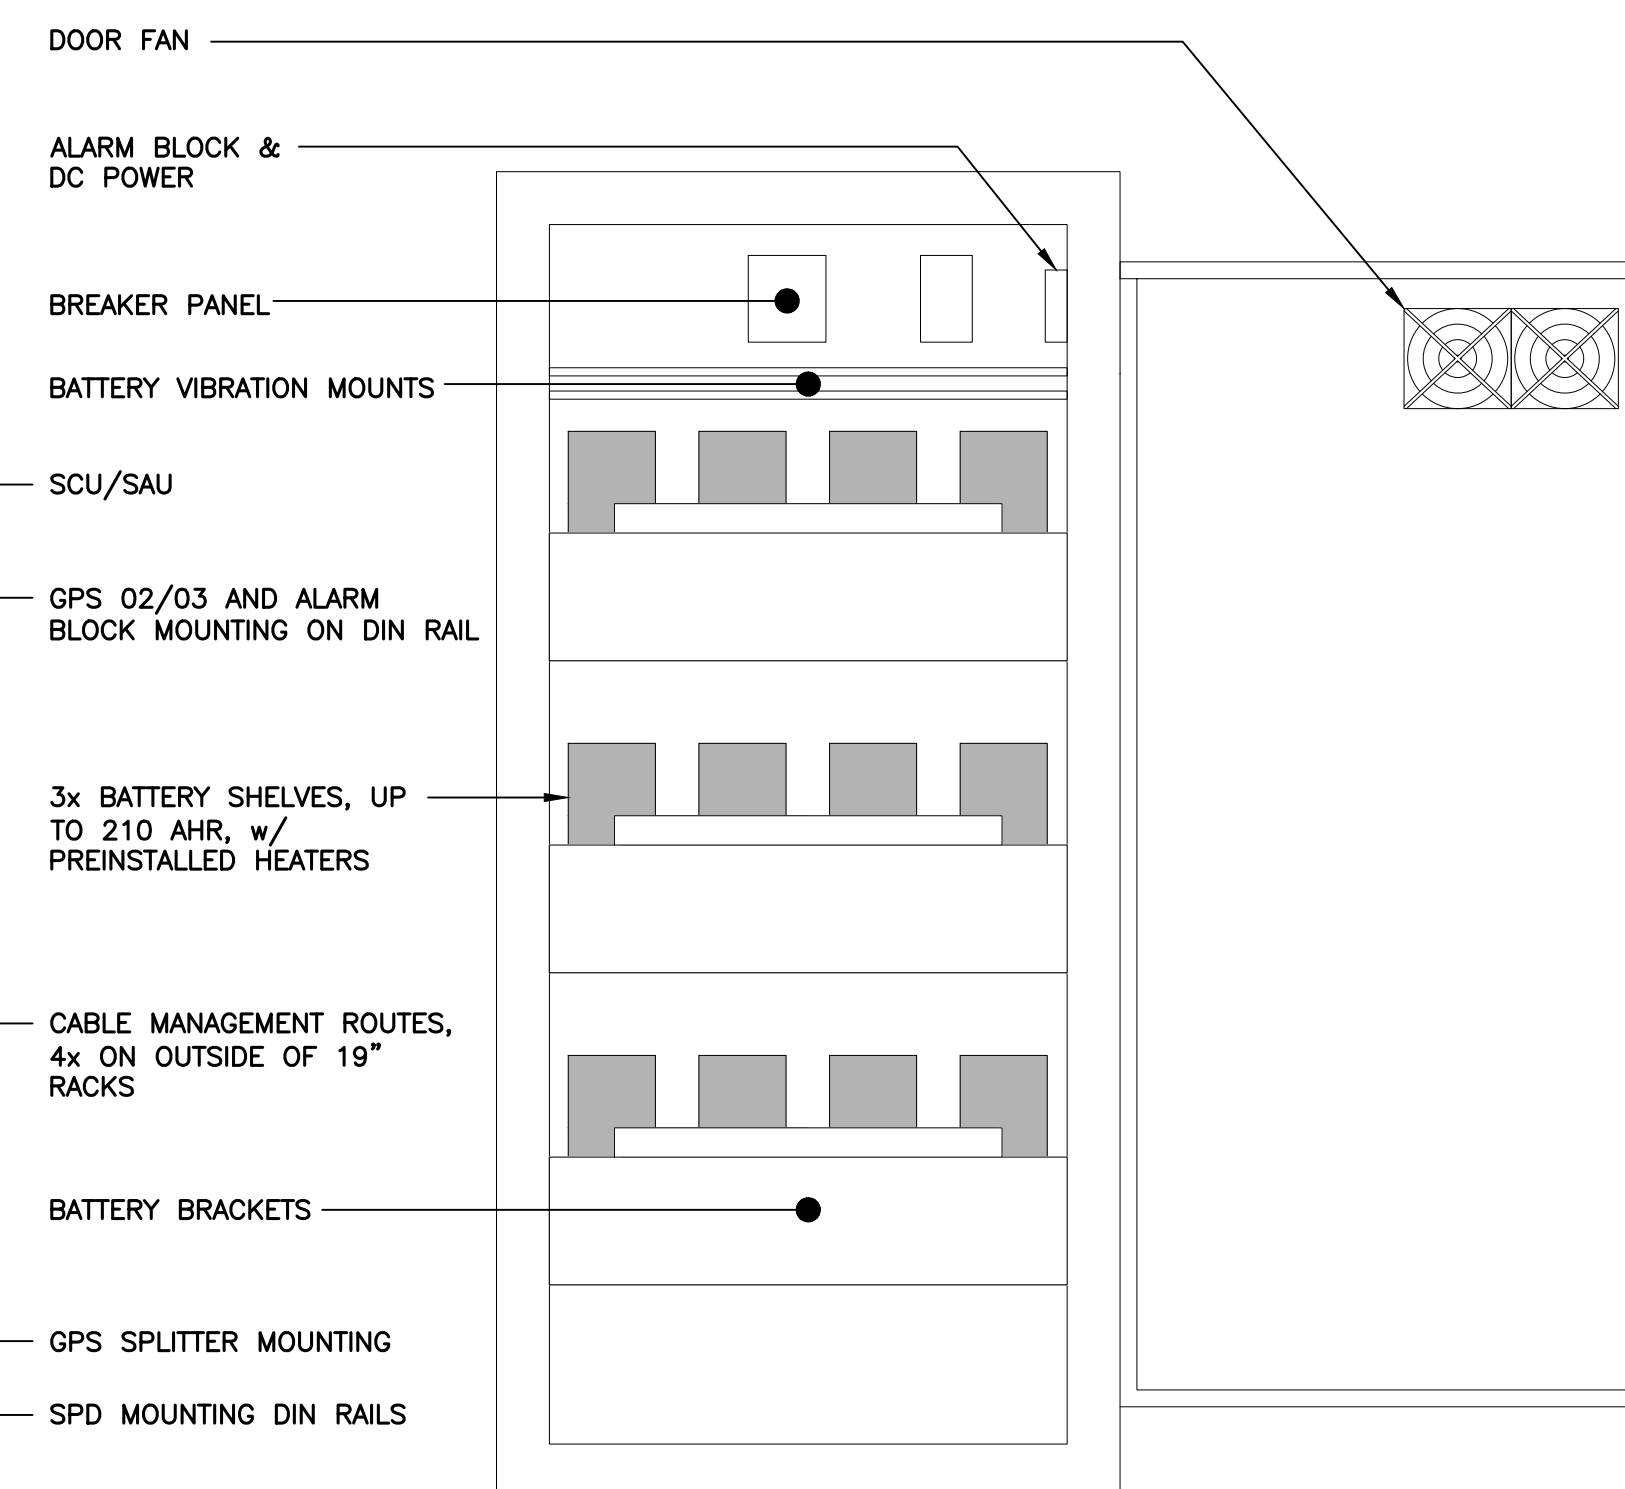 DOOR FAN
ALARM BLOCK &
DC POWER
BREAKER PANEL
BATTERY VIBRATION MOUNTS
SCU/SAU
GPS 02/03 AND ALARM
BLOCK MOUNTING ON DIN RAIL
3x BATTERY SHELVES, UP
TO 210 AHR, w/
PREINSTALLED HEATERS
CABLE MANAGEMENT ROUTES,
4x ON OUTSIDE OF 19"
RACKS
BATTERY BRACKETS
GPS SPLITTER MOUNTING
SPD MOUNTING DIN RAILS